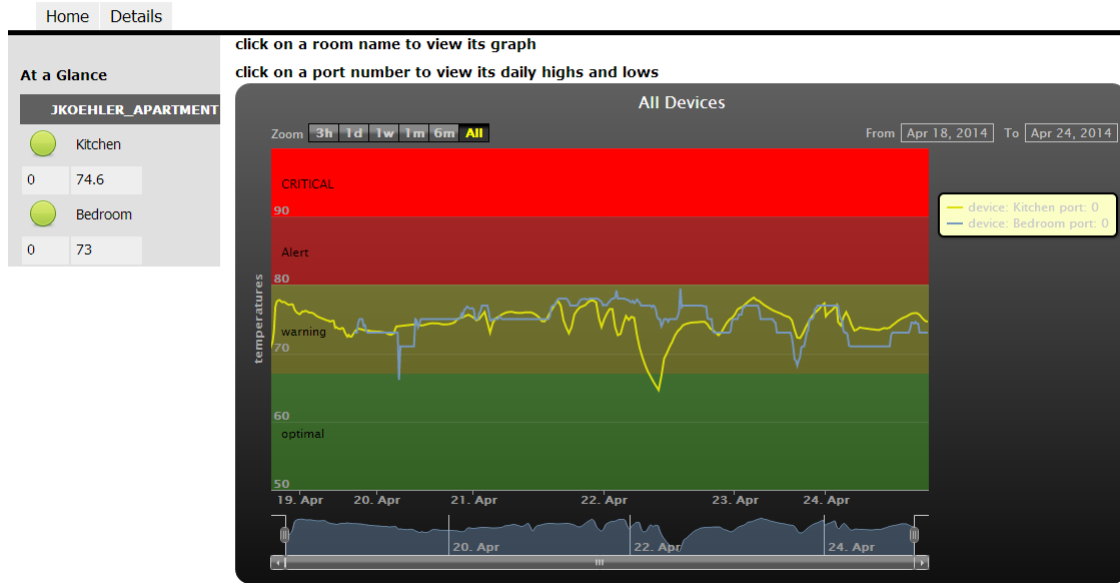 Home Details
click on a room name to view its graph
At a Glance
click on a port number to view its daily highs and lows
JKOEHLER_APARTMENT
Kitchen
0 74.6
Bedroom
0 73
All Devices
Zoom 3h 1d 1w 1m 6m All
From Apr 18, 2014 To Apr 24, 2014
CRITICAL
90
Alert
80
warning
70
60
optimal
50
temperatures
device: Kitchen port: 0
device: Bedroom port: 0
19. Apr 20. Apr 21. Apr 22. Apr 23. Apr 24. Apr
20. Apr 22. Apr 24. Apr